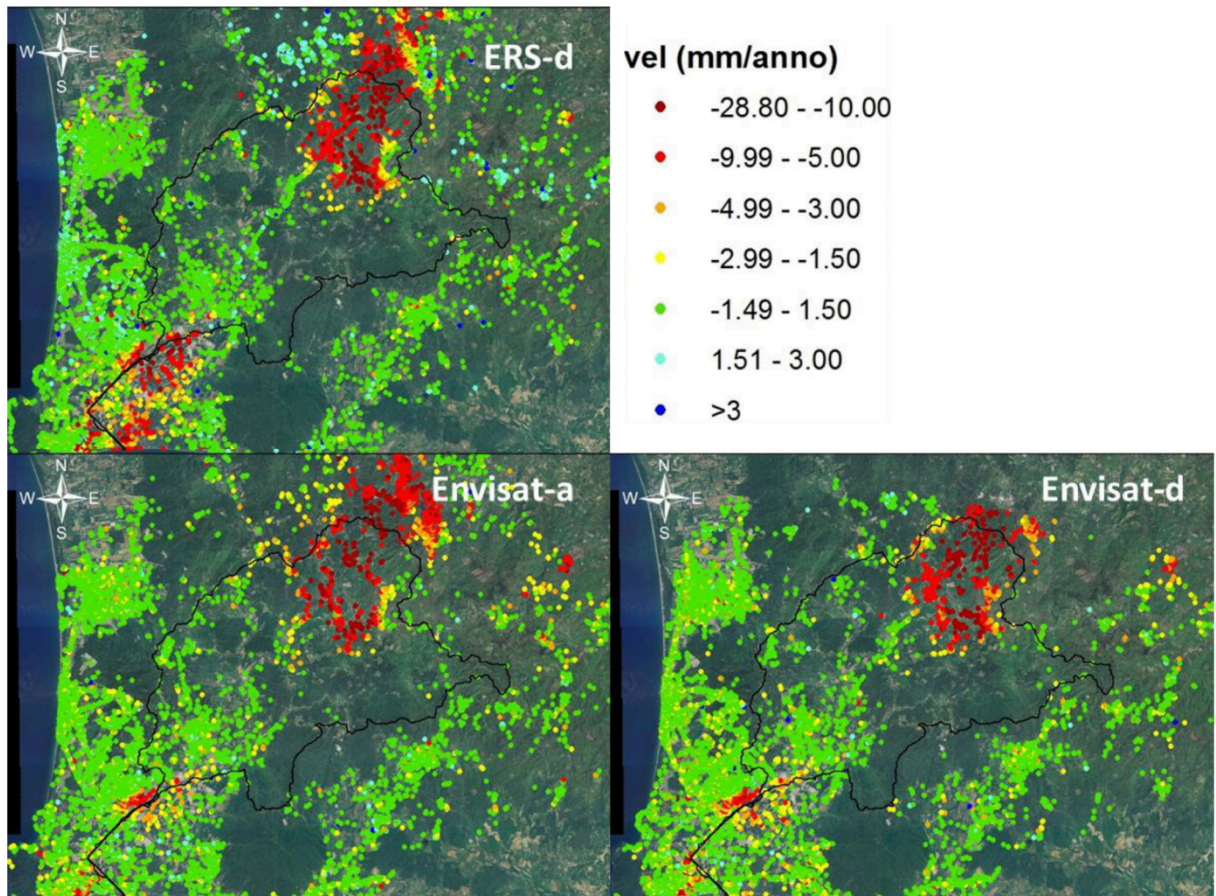 N
W E
S
ERS-d
vel (mm/anno)
-28.80 - -10.00
-9.99 - -5.00
-4.99 - -3.00
-2.99 - -1.50
-1.49 - 1.50
1.51 - 3.00
>3
N
W E
S
Envisat-a
N
W E
S
Envisat-d